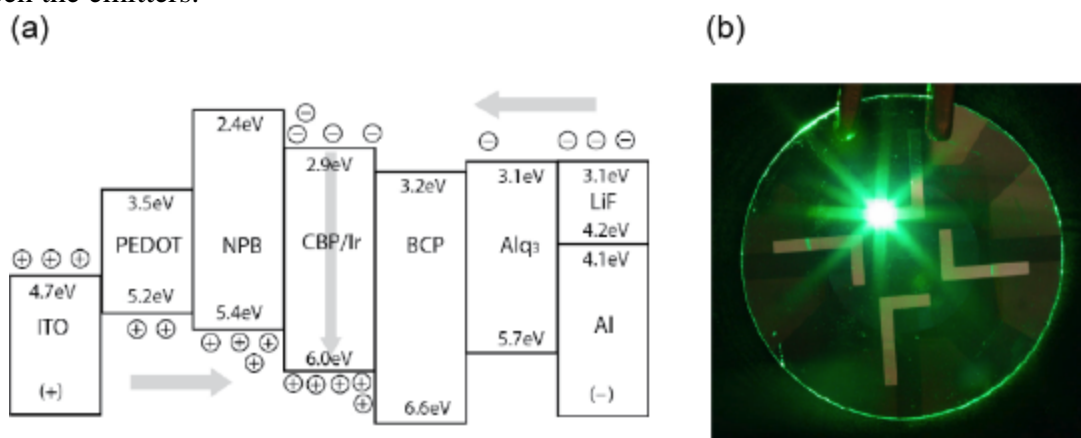 (a)
(b)
2.4eV
NPB
5.4eV
3.5eV
PEDOT
5.2eV
4.7eV
ITO
(+)
2.9eV
CBP/Ir
6.0eV
3.2eV
BCP
6.6eV
3.1eV
Alq3
5.7eV
3.1eV
LiF
4.2eV
4.1eV
Al
(−)